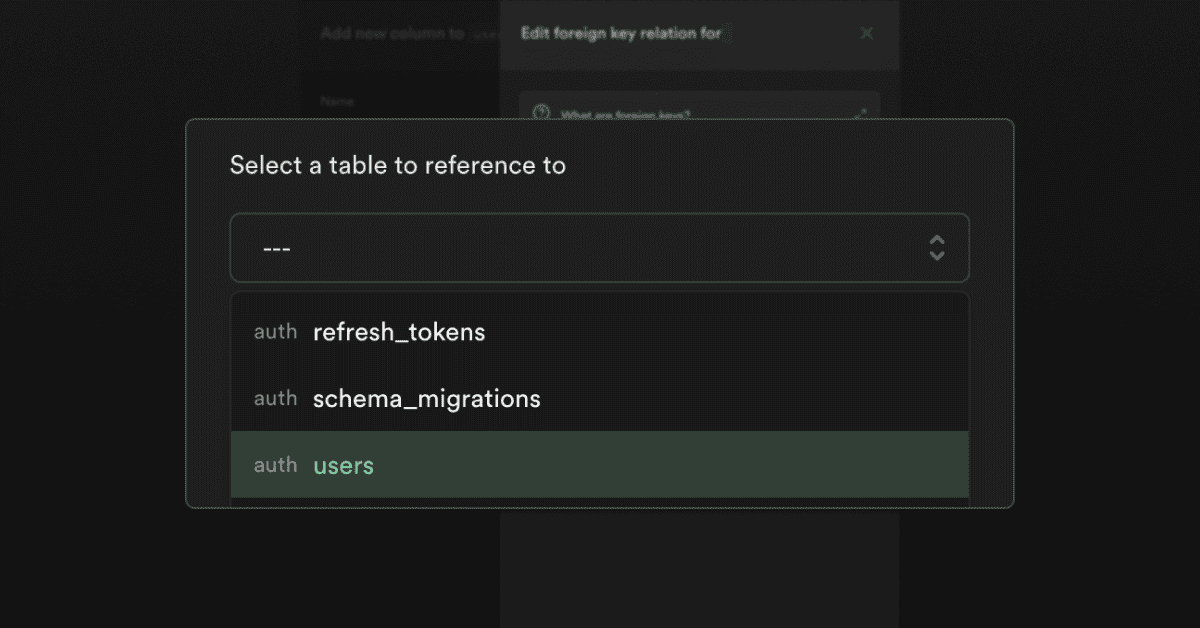 Add new column to
Edit foreign key relation for
Name
What are foreign keys?
Select a table to reference to
---
auth refresh_tokens
auth schema_migrations
auth users